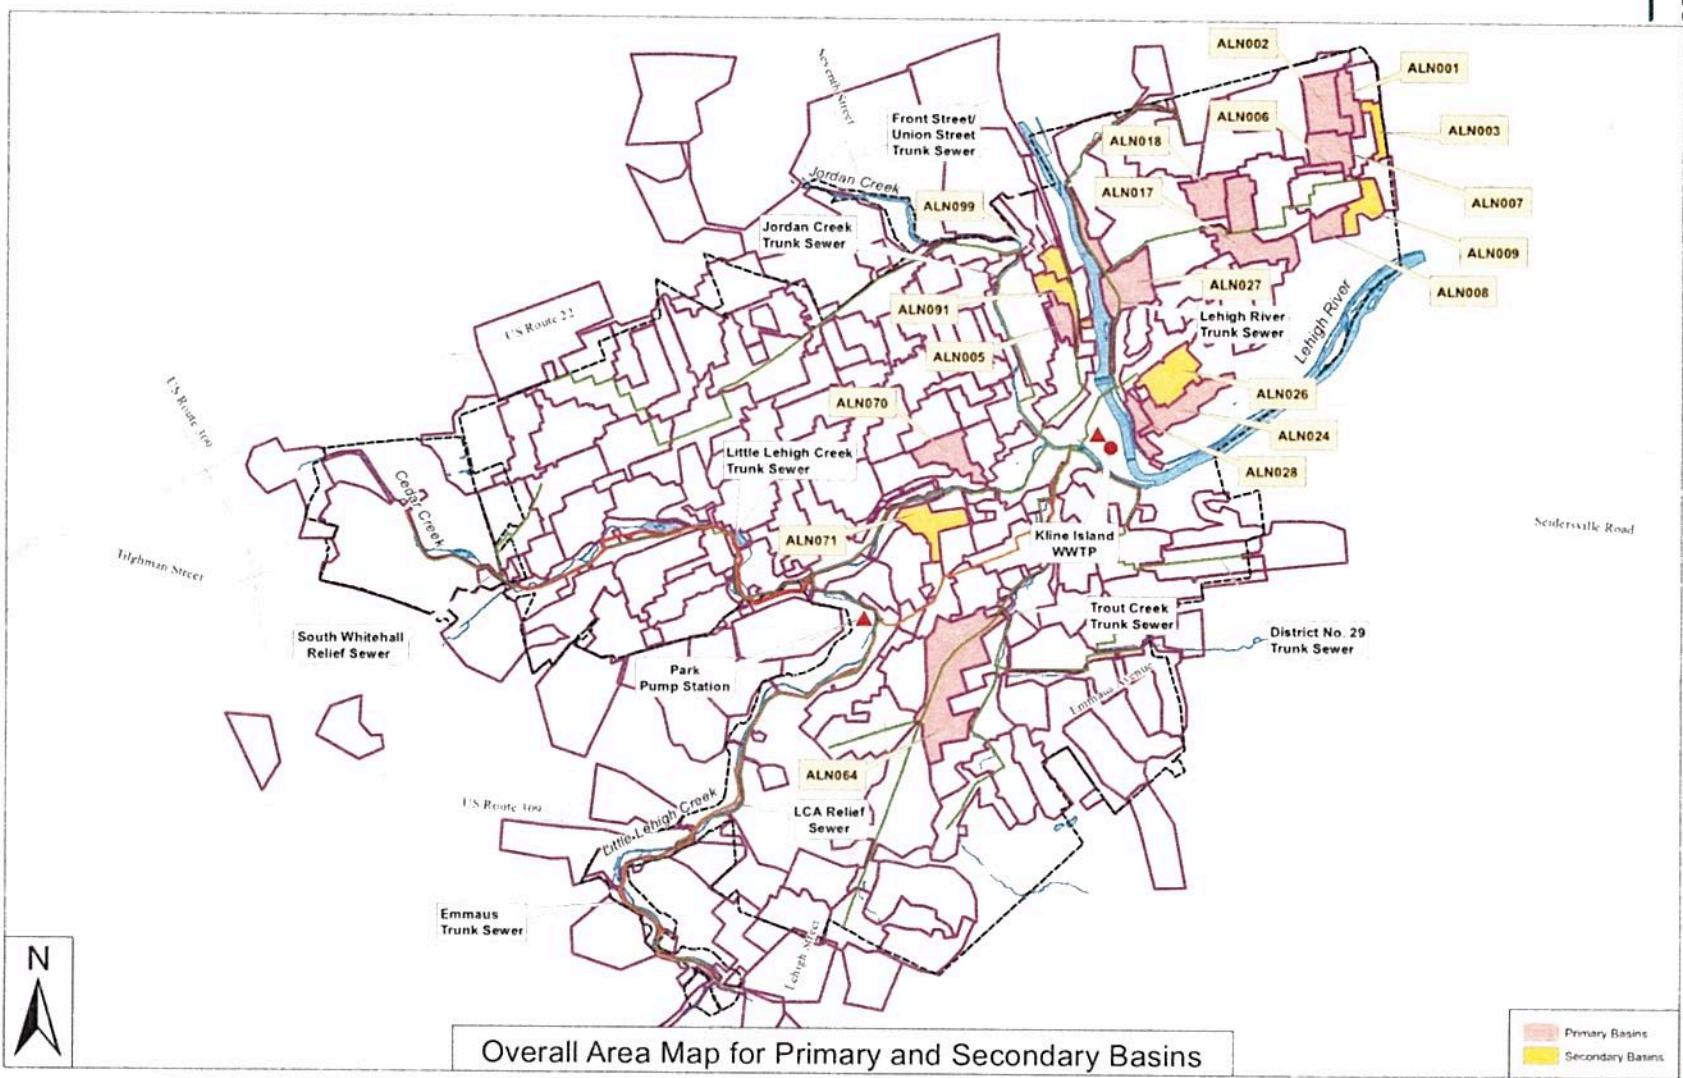 ALN002
ALN001
Seventh Street
Front Street/
Union Street
Trunk Sewer
ALN006
ALN003
ALN018
Jordan Creek
ALN017
ALN099
ALN007
Jordan Creek
Trunk Sewer
ALN009
ALN027
ALN008
ALN091
Lehigh River
Trunk Sewer
Lehigh River
US Route 22
ALN005
US Route 309
ALN070
ALN026
ALN024
Little Lehigh Creek
Trunk Sewer
ALN028
Cedar Creek
ALN071
Kline Island
WWTP
Seidersville Road
Tilghman Street
Trout Creek
Trunk Sewer
South Whitehall
Relief Sewer
District No. 29
Trunk Sewer
Park
Pump Station
Emmaus Avenue
ALN064
US Route 309
Little Lehigh Creek
LCA Relief
Sewer
Emmaus
Trunk Sewer
Lehigh Street
N
Overall Area Map for Primary and Secondary Basins
Primary Basins
Secondary Basins